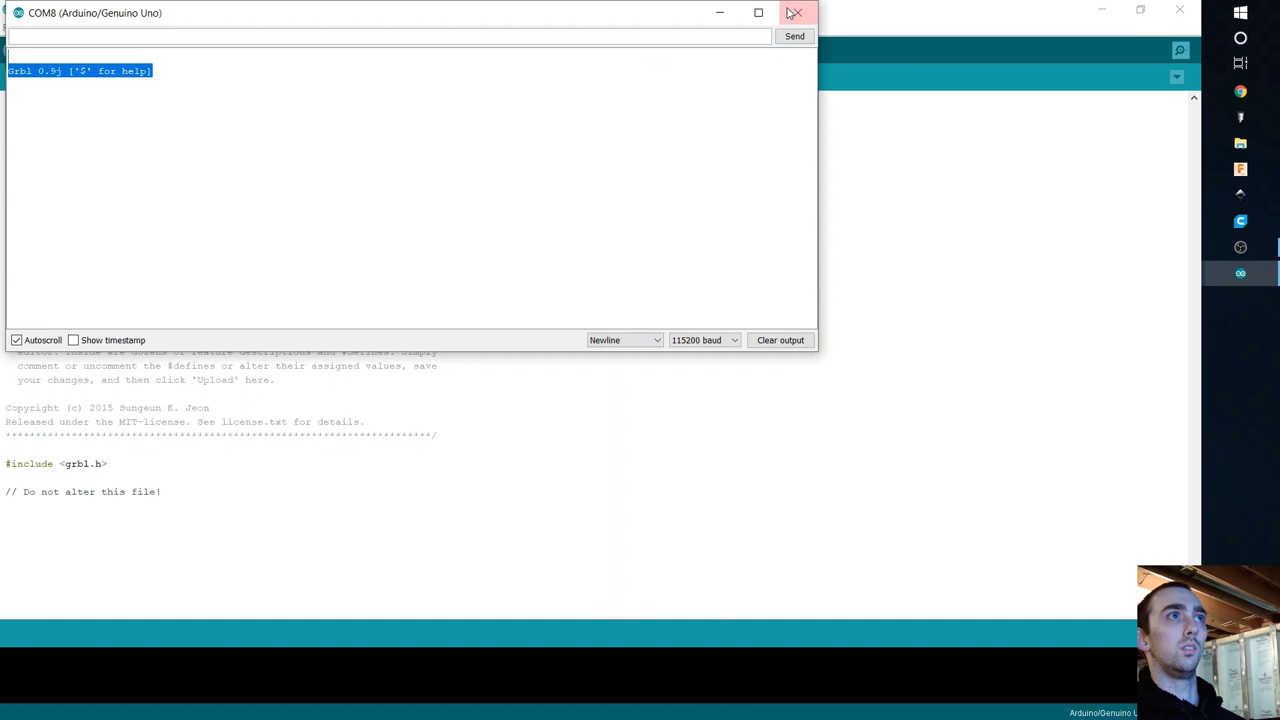 COM8 (Arduino/Genuino Uno)
Send
Grbl 0.9j ['$' for help]
Autoscroll
Show timestamp
Newline
115200 baud
Clear output
comment or uncomment the #defines or alter their assigned values, save
your changes, and then click 'Upload' here.
Copyright (c) 2015 Sungeun K. Jeon
Released under the MIT-license. See license.txt for details.
***********************************************************************/
#include <grbl.h>
// Do not alter this file!
Arduino/Genuino U